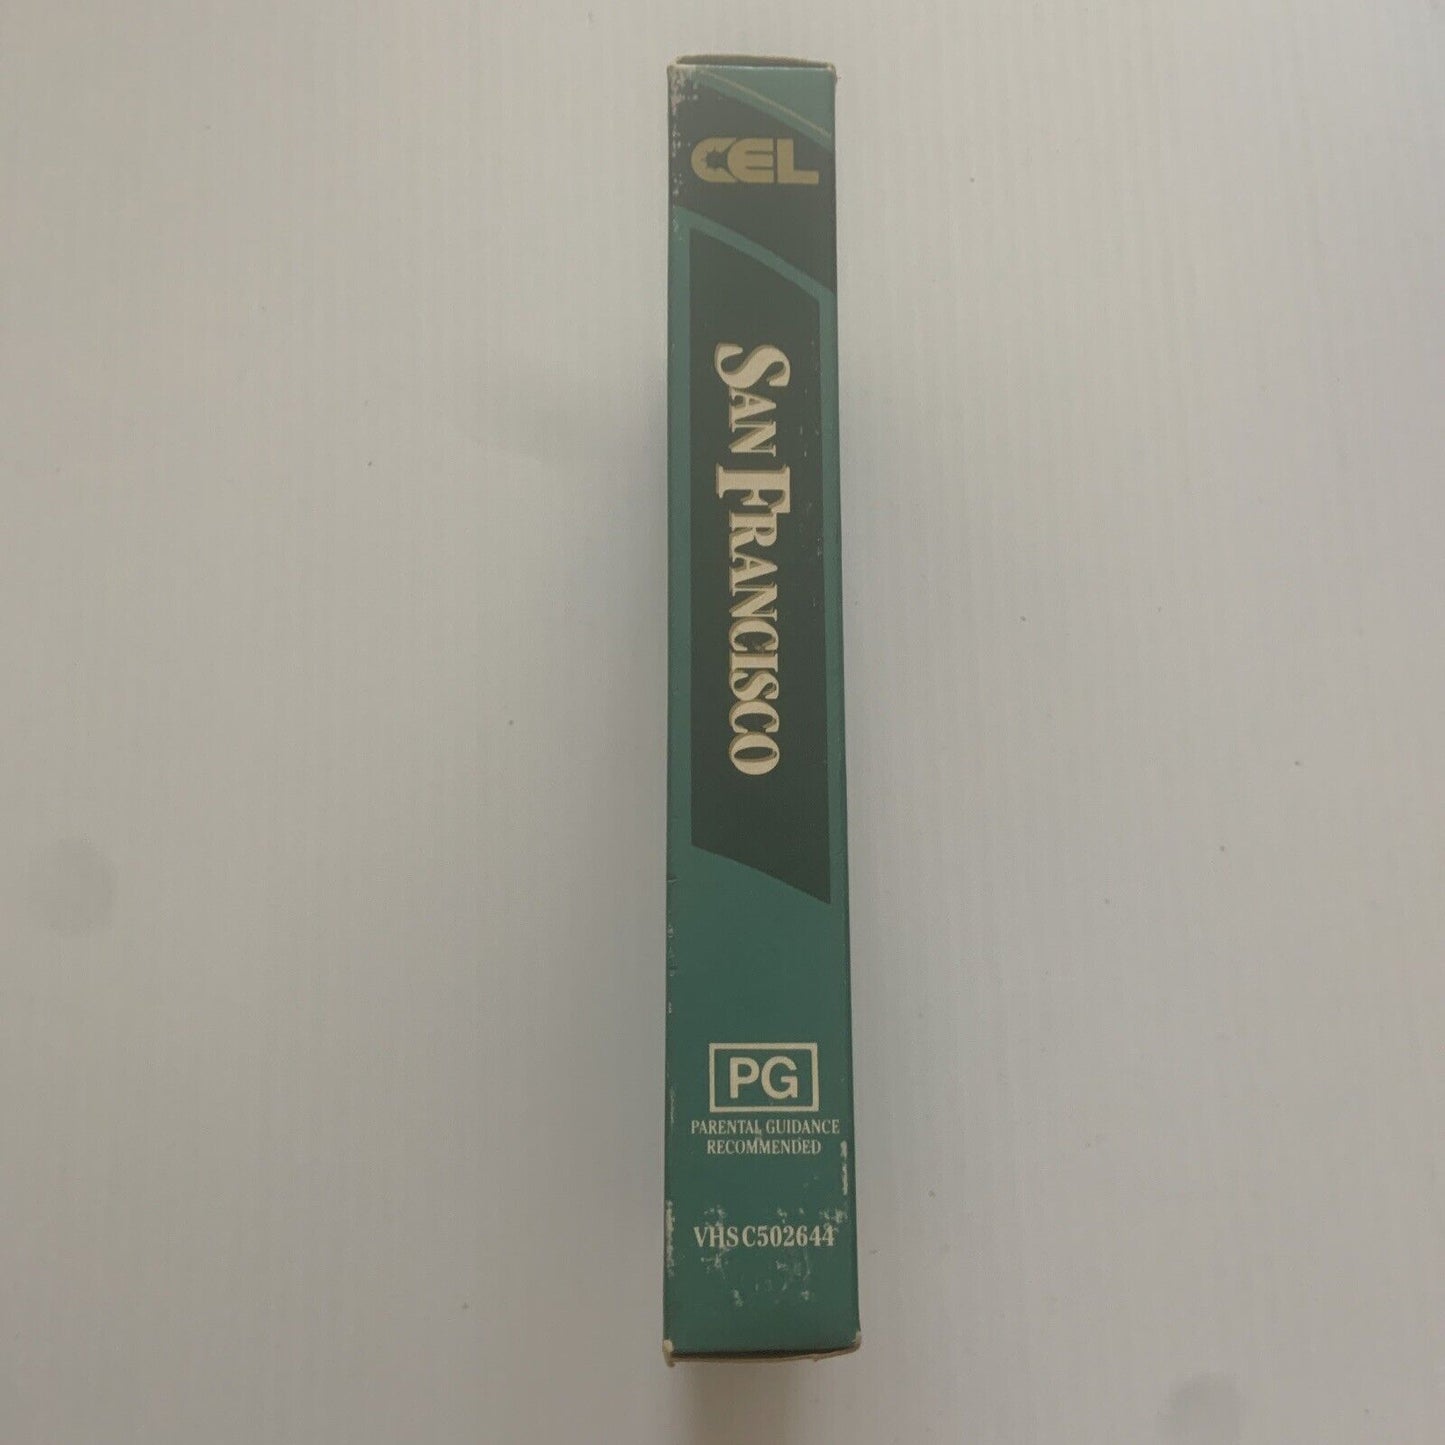 CEL
SAN FRANCISCO
PG
PARENTAL GUIDANCE
RECOMMENDED
VHS C502644